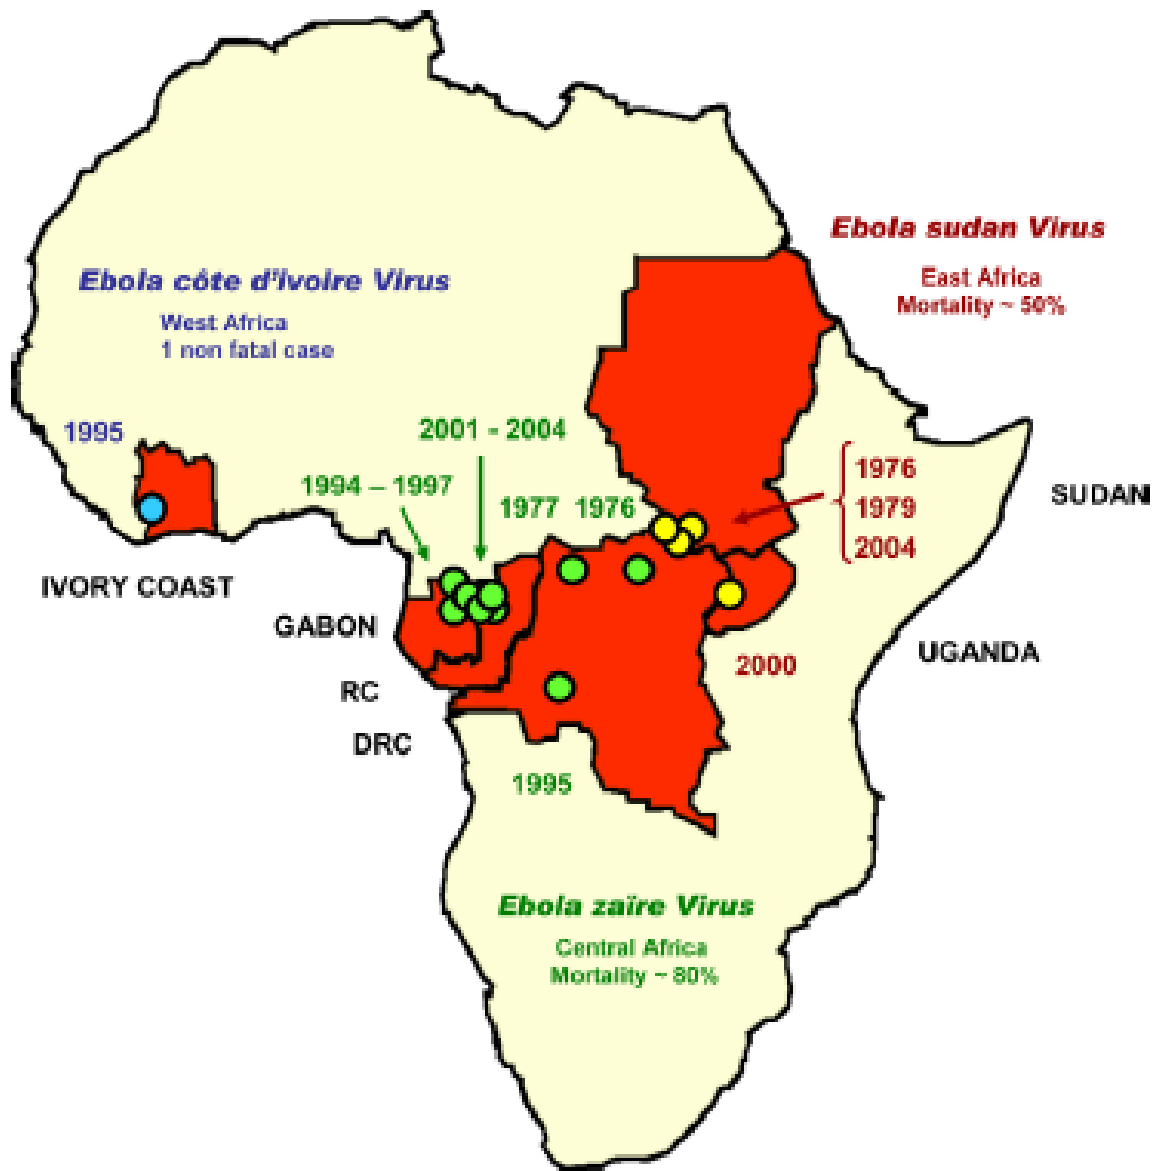 Ebola sudan Virus
East Africa
Mortality ~ 50%
Ebola côte d'ivoire Virus
West Africa
1 non fatal case
1995
2001 - 2004
1994 – 1997
1977
1976
1976
1979
2004
SUDAN
IVORY COAST
GABON
UGANDA
2000
RC
DRC
1995
Ebola zaïre Virus
Central Africa
Mortality ~ 80%